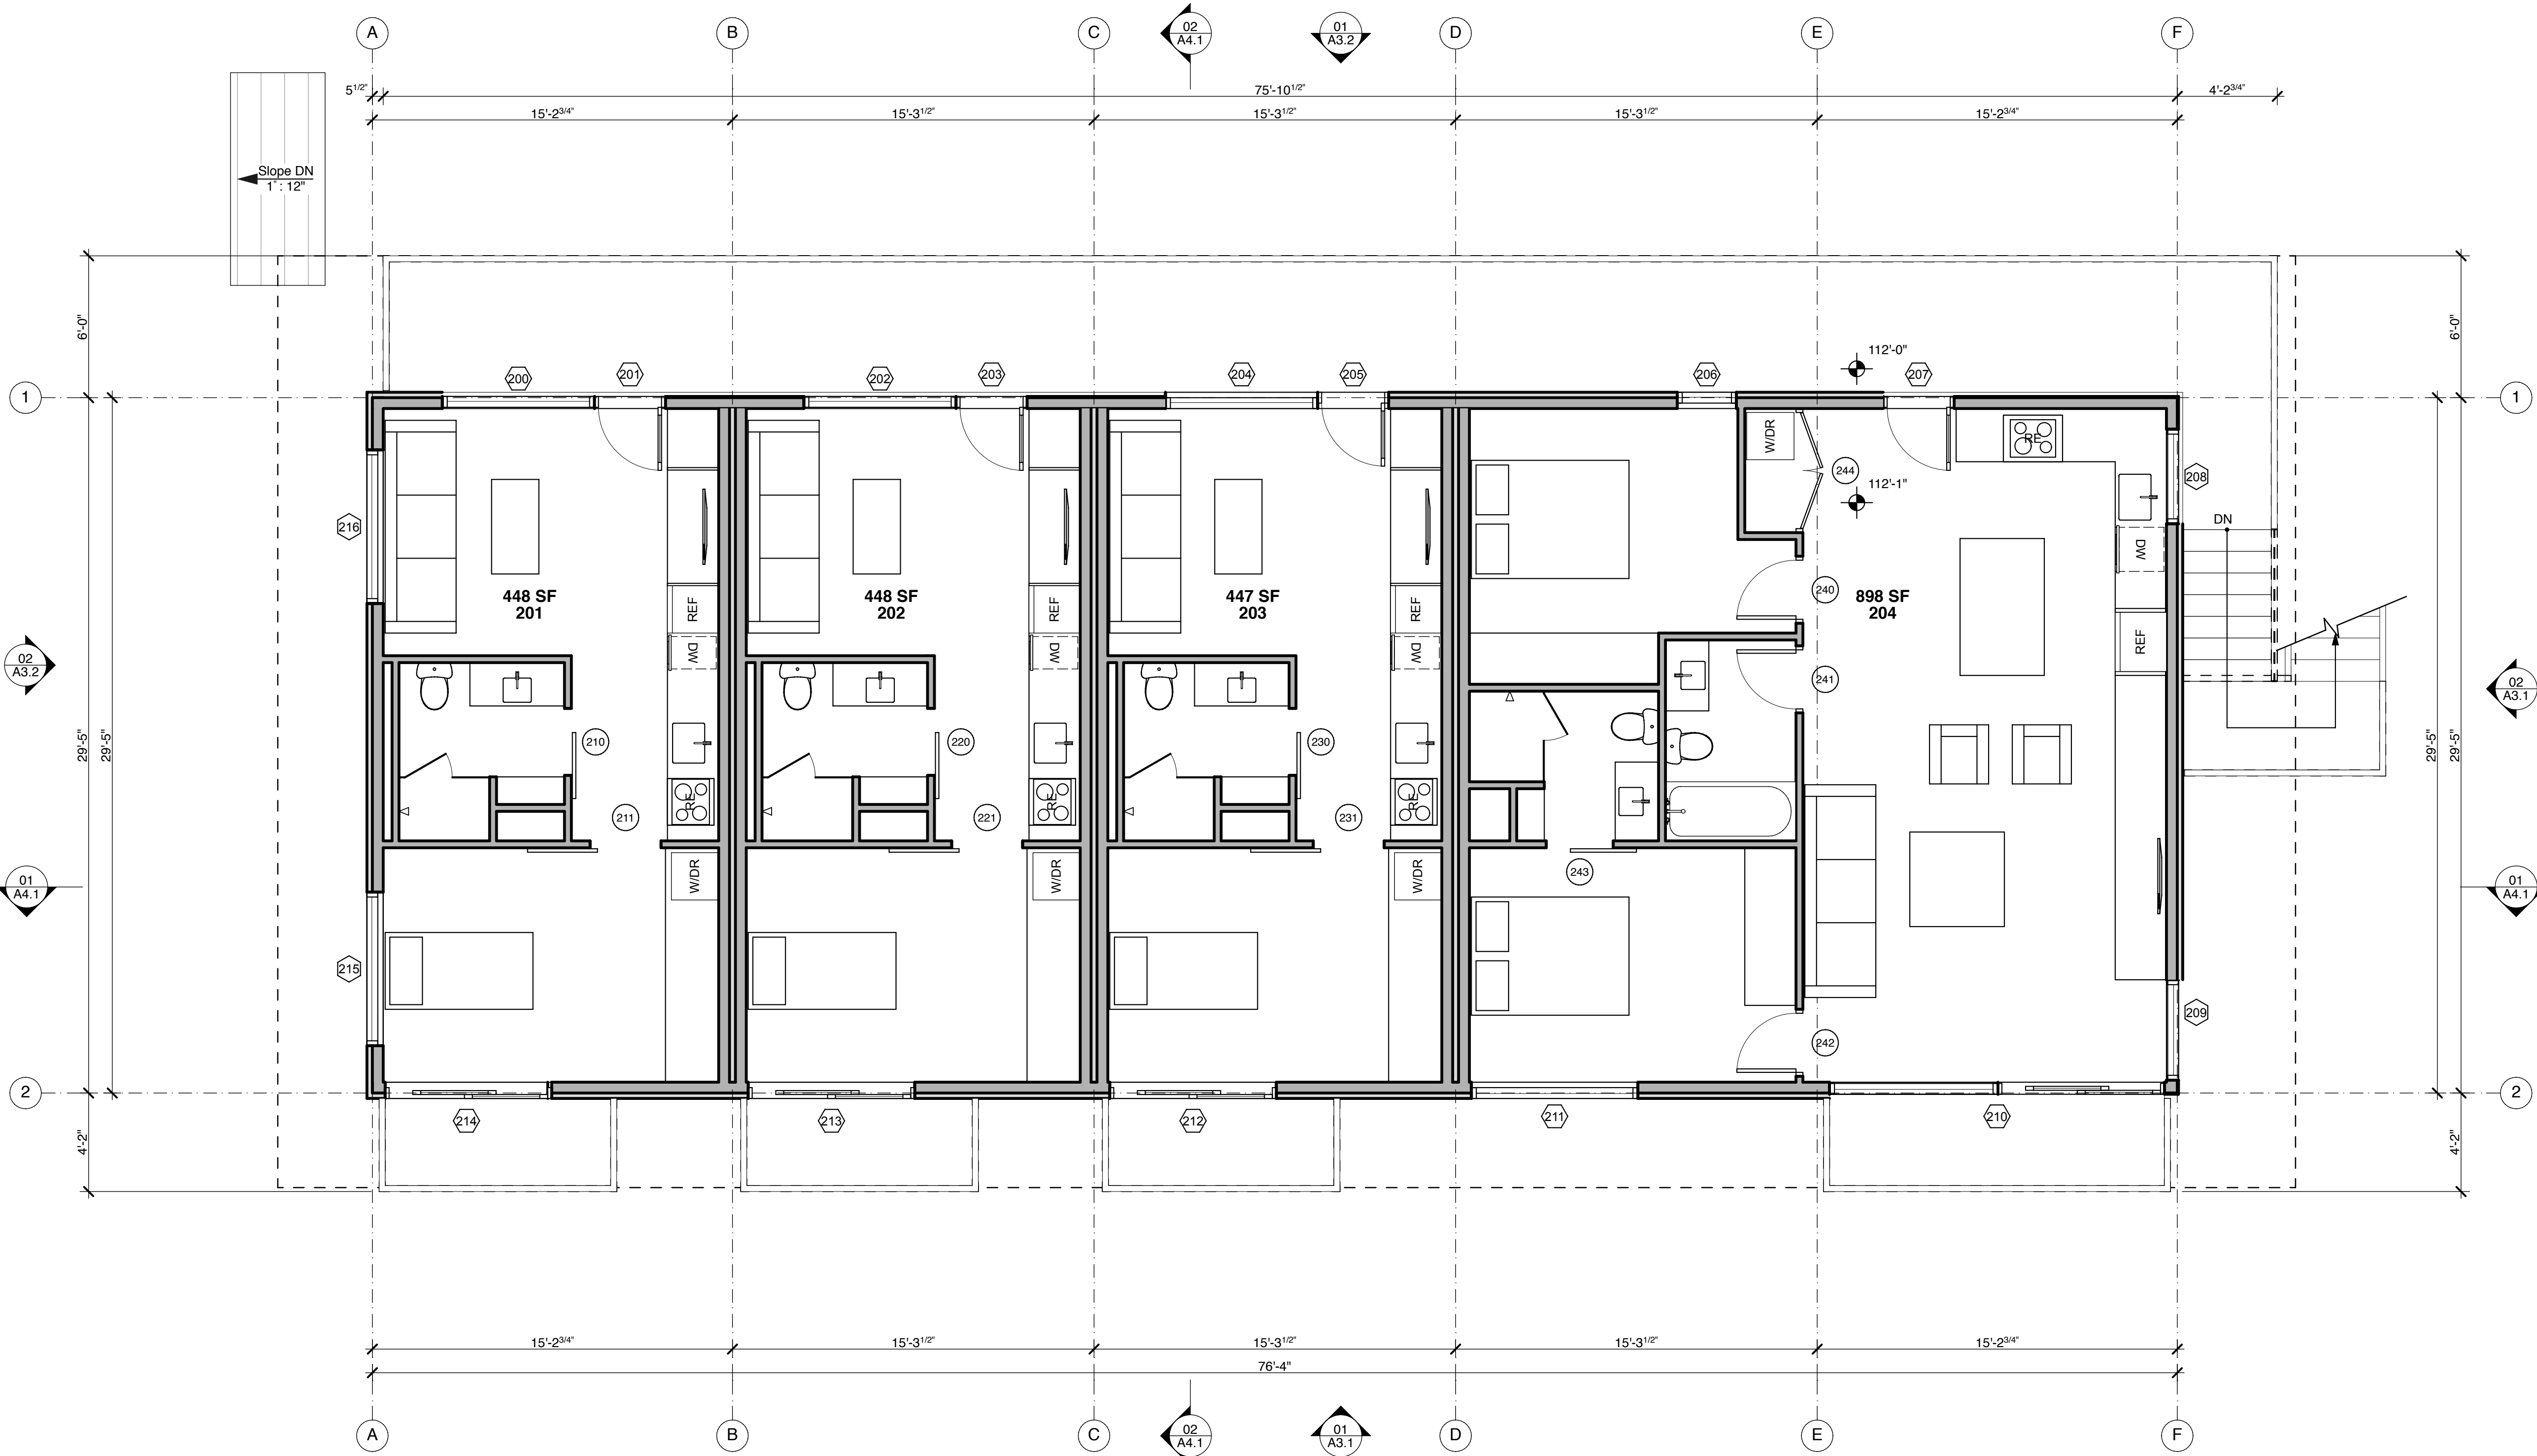 A
B
C
02
A4.1
01
A3.2
D
E
F
5 1/2"
75'-10 1/2"
4'-2 3/4"
15'-2 3/4"
15'-3 1/2"
15'-3 1/2"
15'-3 1/2"
15'-2 3/4"
Slope DN
1" : 12"
6'-0"
6'-0"
112'-0"
200
201
202
203
204
205
206
207
1
1
W/DR
RE
244
112'-1"
208
216
DN
DW
448 SF
201
448 SF
202
447 SF
203
898 SF
204
240
REF
REF
REF
REF
DW
DW
DW
02
A3.2
241
02
A3.1
29'-5"
29'-5"
29'-5"
29'-5"
210
220
230
RE
RE
RE
211
221
231
W/DR
W/DR
W/DR
243
01
A4.1
01
A4.1
215
209
242
2
2
214
213
212
211
210
4'-2"
4'-2"
15'-2 3/4"
15'-3 1/2"
15'-3 1/2"
15'-3 1/2"
15'-2 3/4"
76'-4"
A
B
C
02
A4.1
01
A3.1
D
E
F